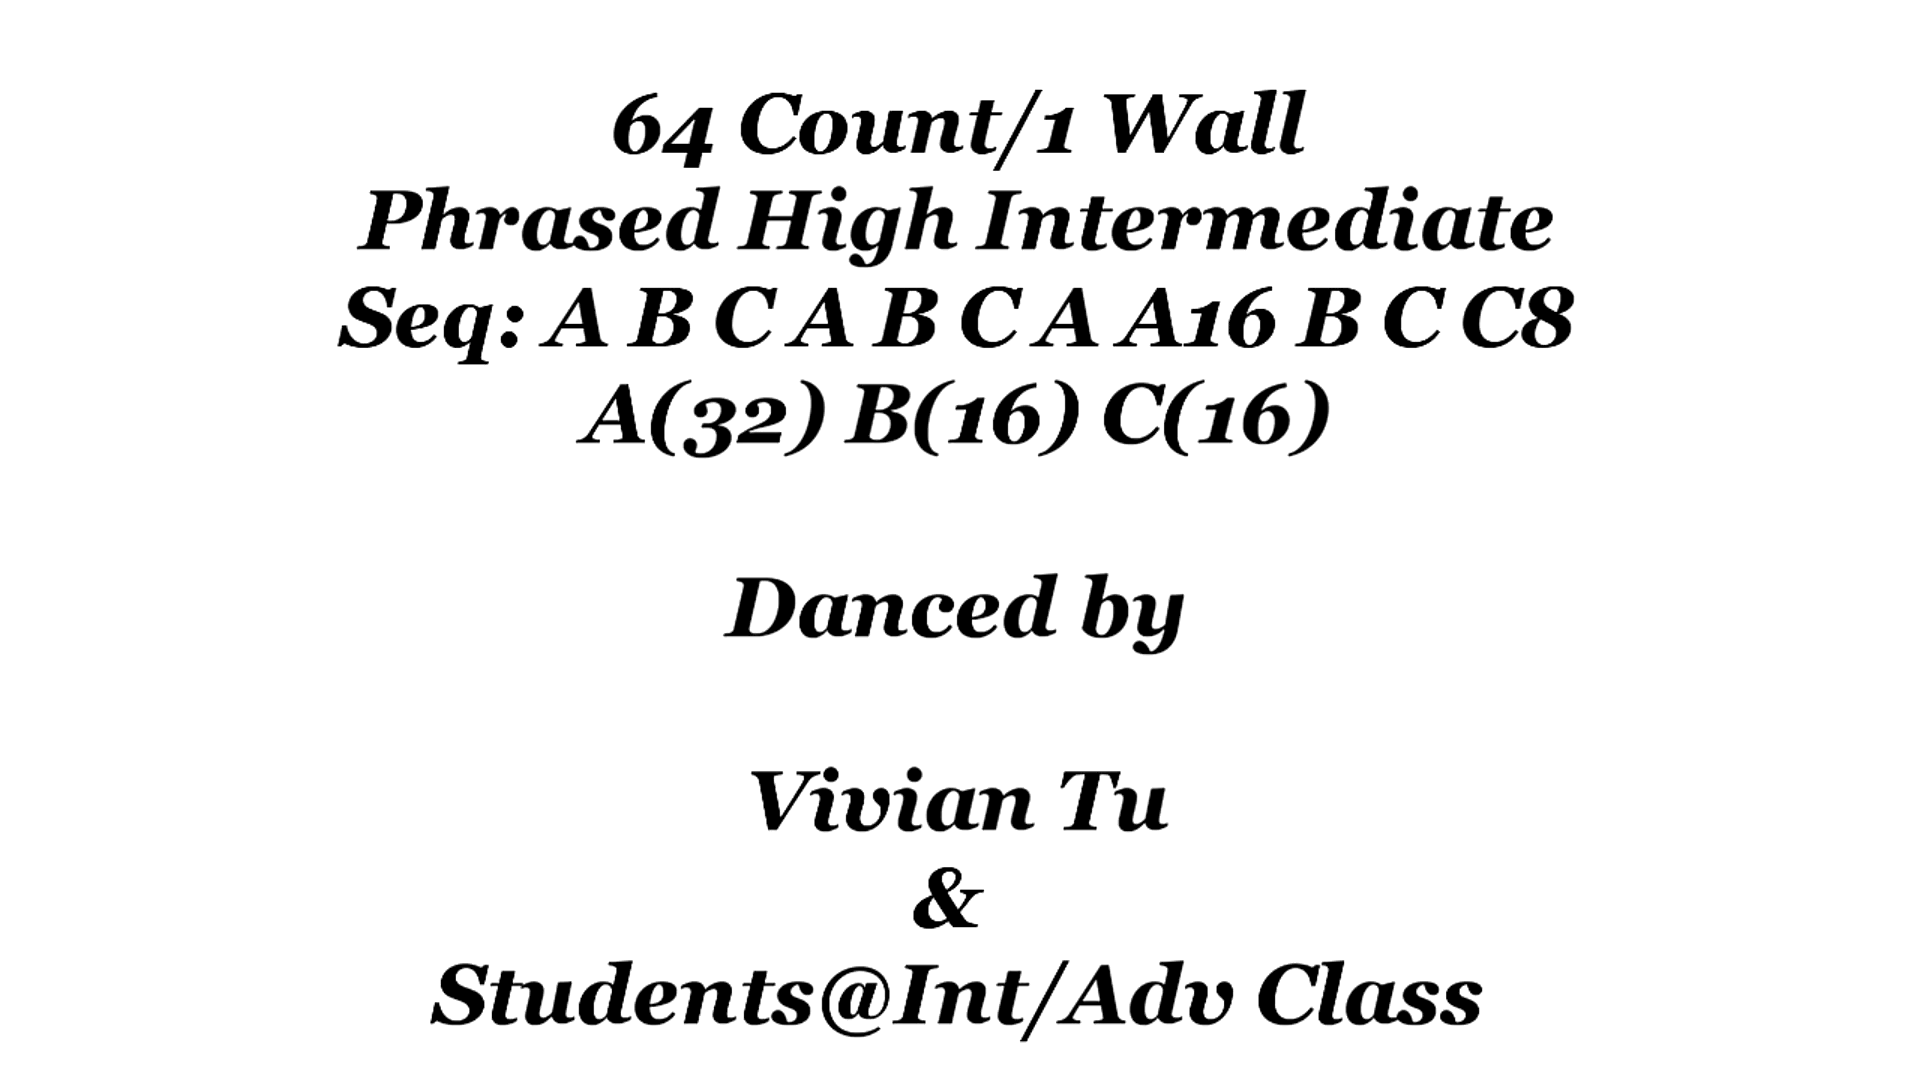 64 Count/1 Wall
Phrased High Intermediate
Seq: A B C A B C A A16 B C C8
A(32) B(16) C(16)
Danced by
Vivian Tu
&
Students@Int/Adv Class